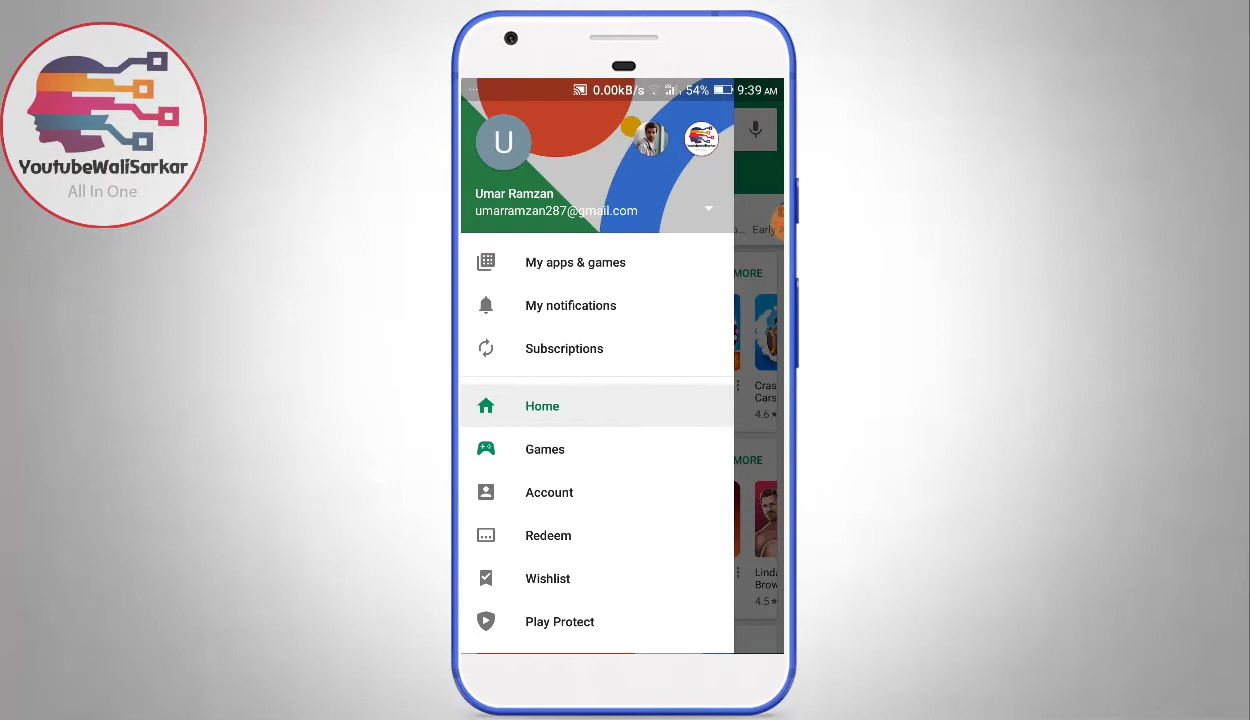 YoutubeWaliSarkar
All In One
... 0.00kB/s 54% 9:39 AM
U
Umar Ramzan
umarramzan287@gmail.com
My apps & games
My notifications
Subscriptions
Home
Games
Account
Redeem
Wishlist
Play Protect
Early
MORE
Cras
Cars
4.6★
MORE
Linda
Brow
4.5★